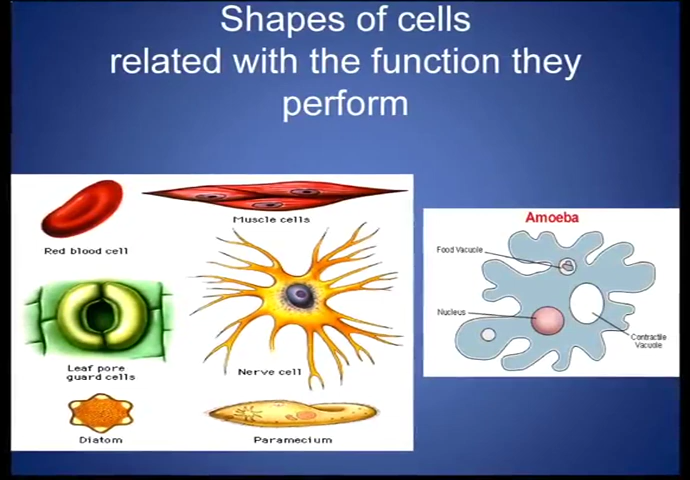 Shapes of cells
related with the function they
perform
Red blood cell
Muscle cells
Leaf pore
guard cells
Nerve cell
Diatom
Paramecium
Amoeba
Food Vacuole
Nucleus
Contractile
Vacuole